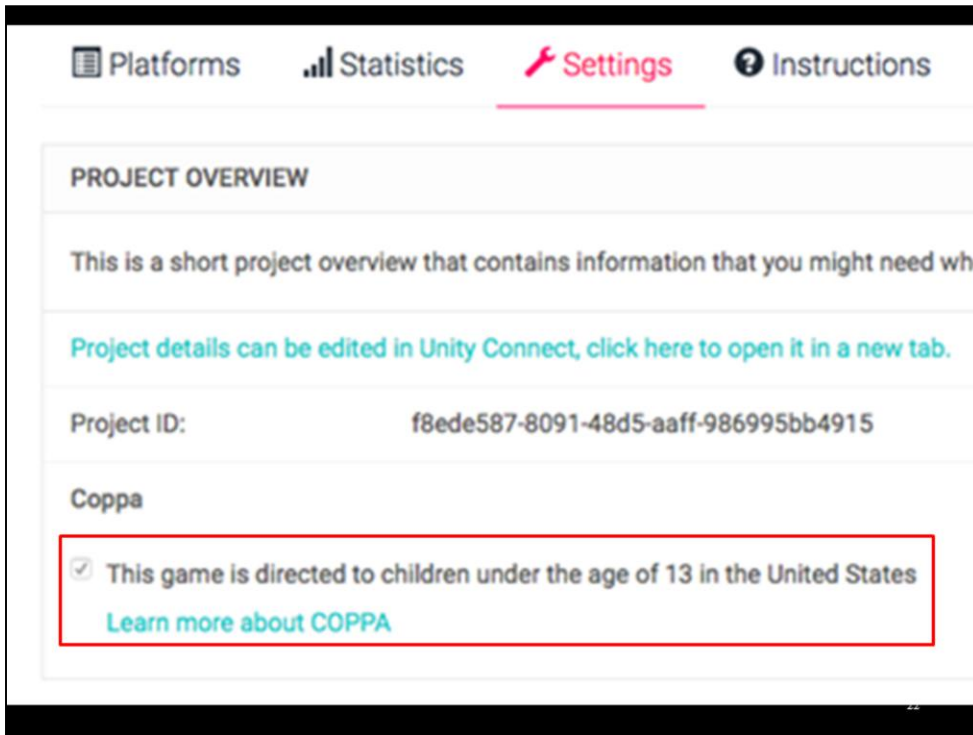 Platforms Statistics Settings Instructions
PROJECT OVERVIEW
This is a short project overview that contains information that you might need wh
Project details can be edited in Unity Connect, click here to open it in a new tab.
Project ID: f8ede587-8091-48d5-aaff-986995bb4915
Coppa
This game is directed to children under the age of 13 in the United States
Learn more about COPPA
22